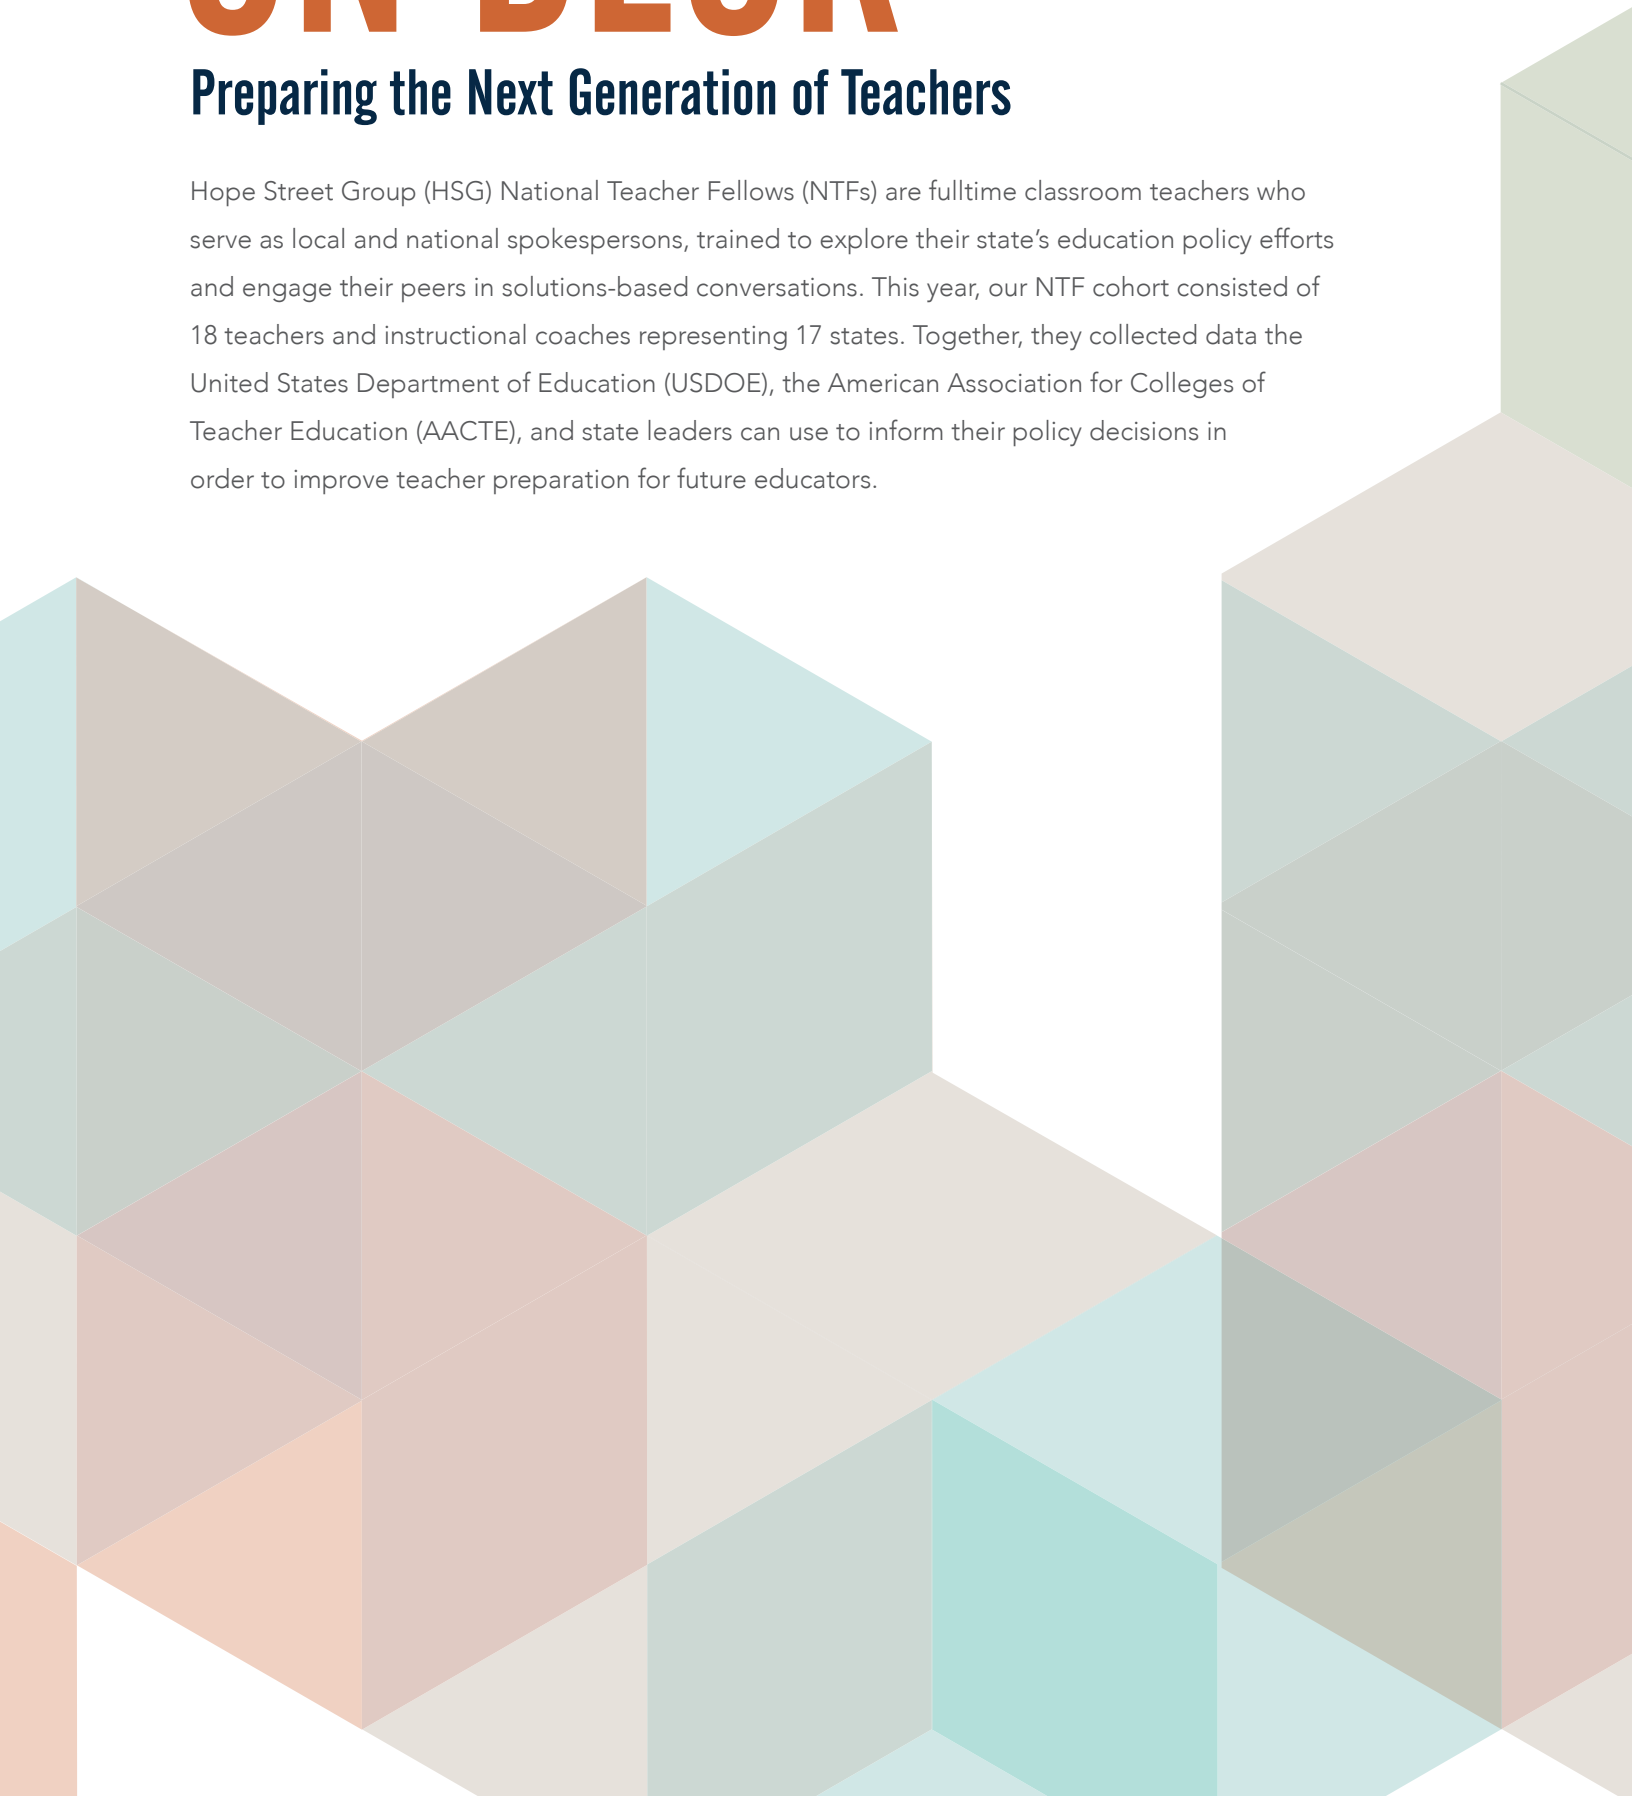 Preparing the Next Generation of Teachers
Hope Street Group (HSG) National Teacher Fellows (NTFs) are fulltime classroom teachers who
serve as local and national spokespersons, trained to explore their state’s education policy efforts
and engage their peers in solutions-based conversations. This year, our NTF cohort consisted of
18 teachers and instructional coaches representing 17 states. Together, they collected data the
United States Department of Education (USDOE), the American Association for Colleges of
Teacher Education (AACTE), and state leaders can use to inform their policy decisions in
order to improve teacher preparation for future educators.